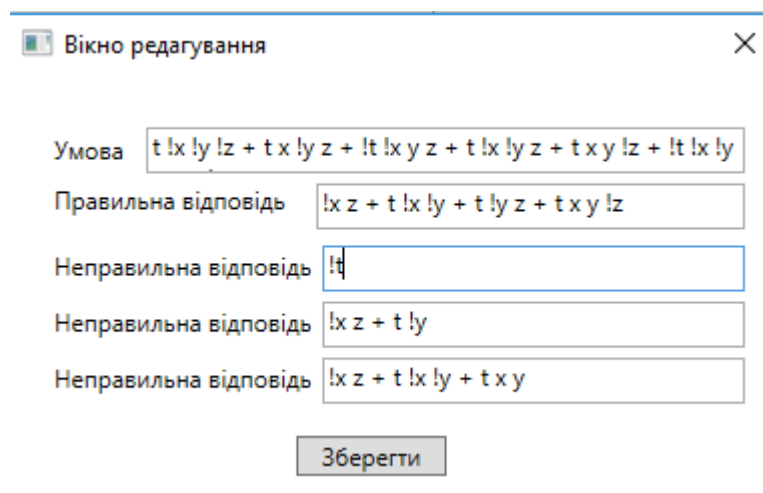 Вікно редагування
Умова t !x !y !z + t x !y z + !t !x y z + t !x !y z + t x y !z + !t !x !y
Правильна відповідь !x z + t !x !y + t !y z + t x y !z
Неправильна відповідь !t
Неправильна відповідь !x z + t !y
Неправильна відповідь !x z + t !x !y + t x y
Зберегти